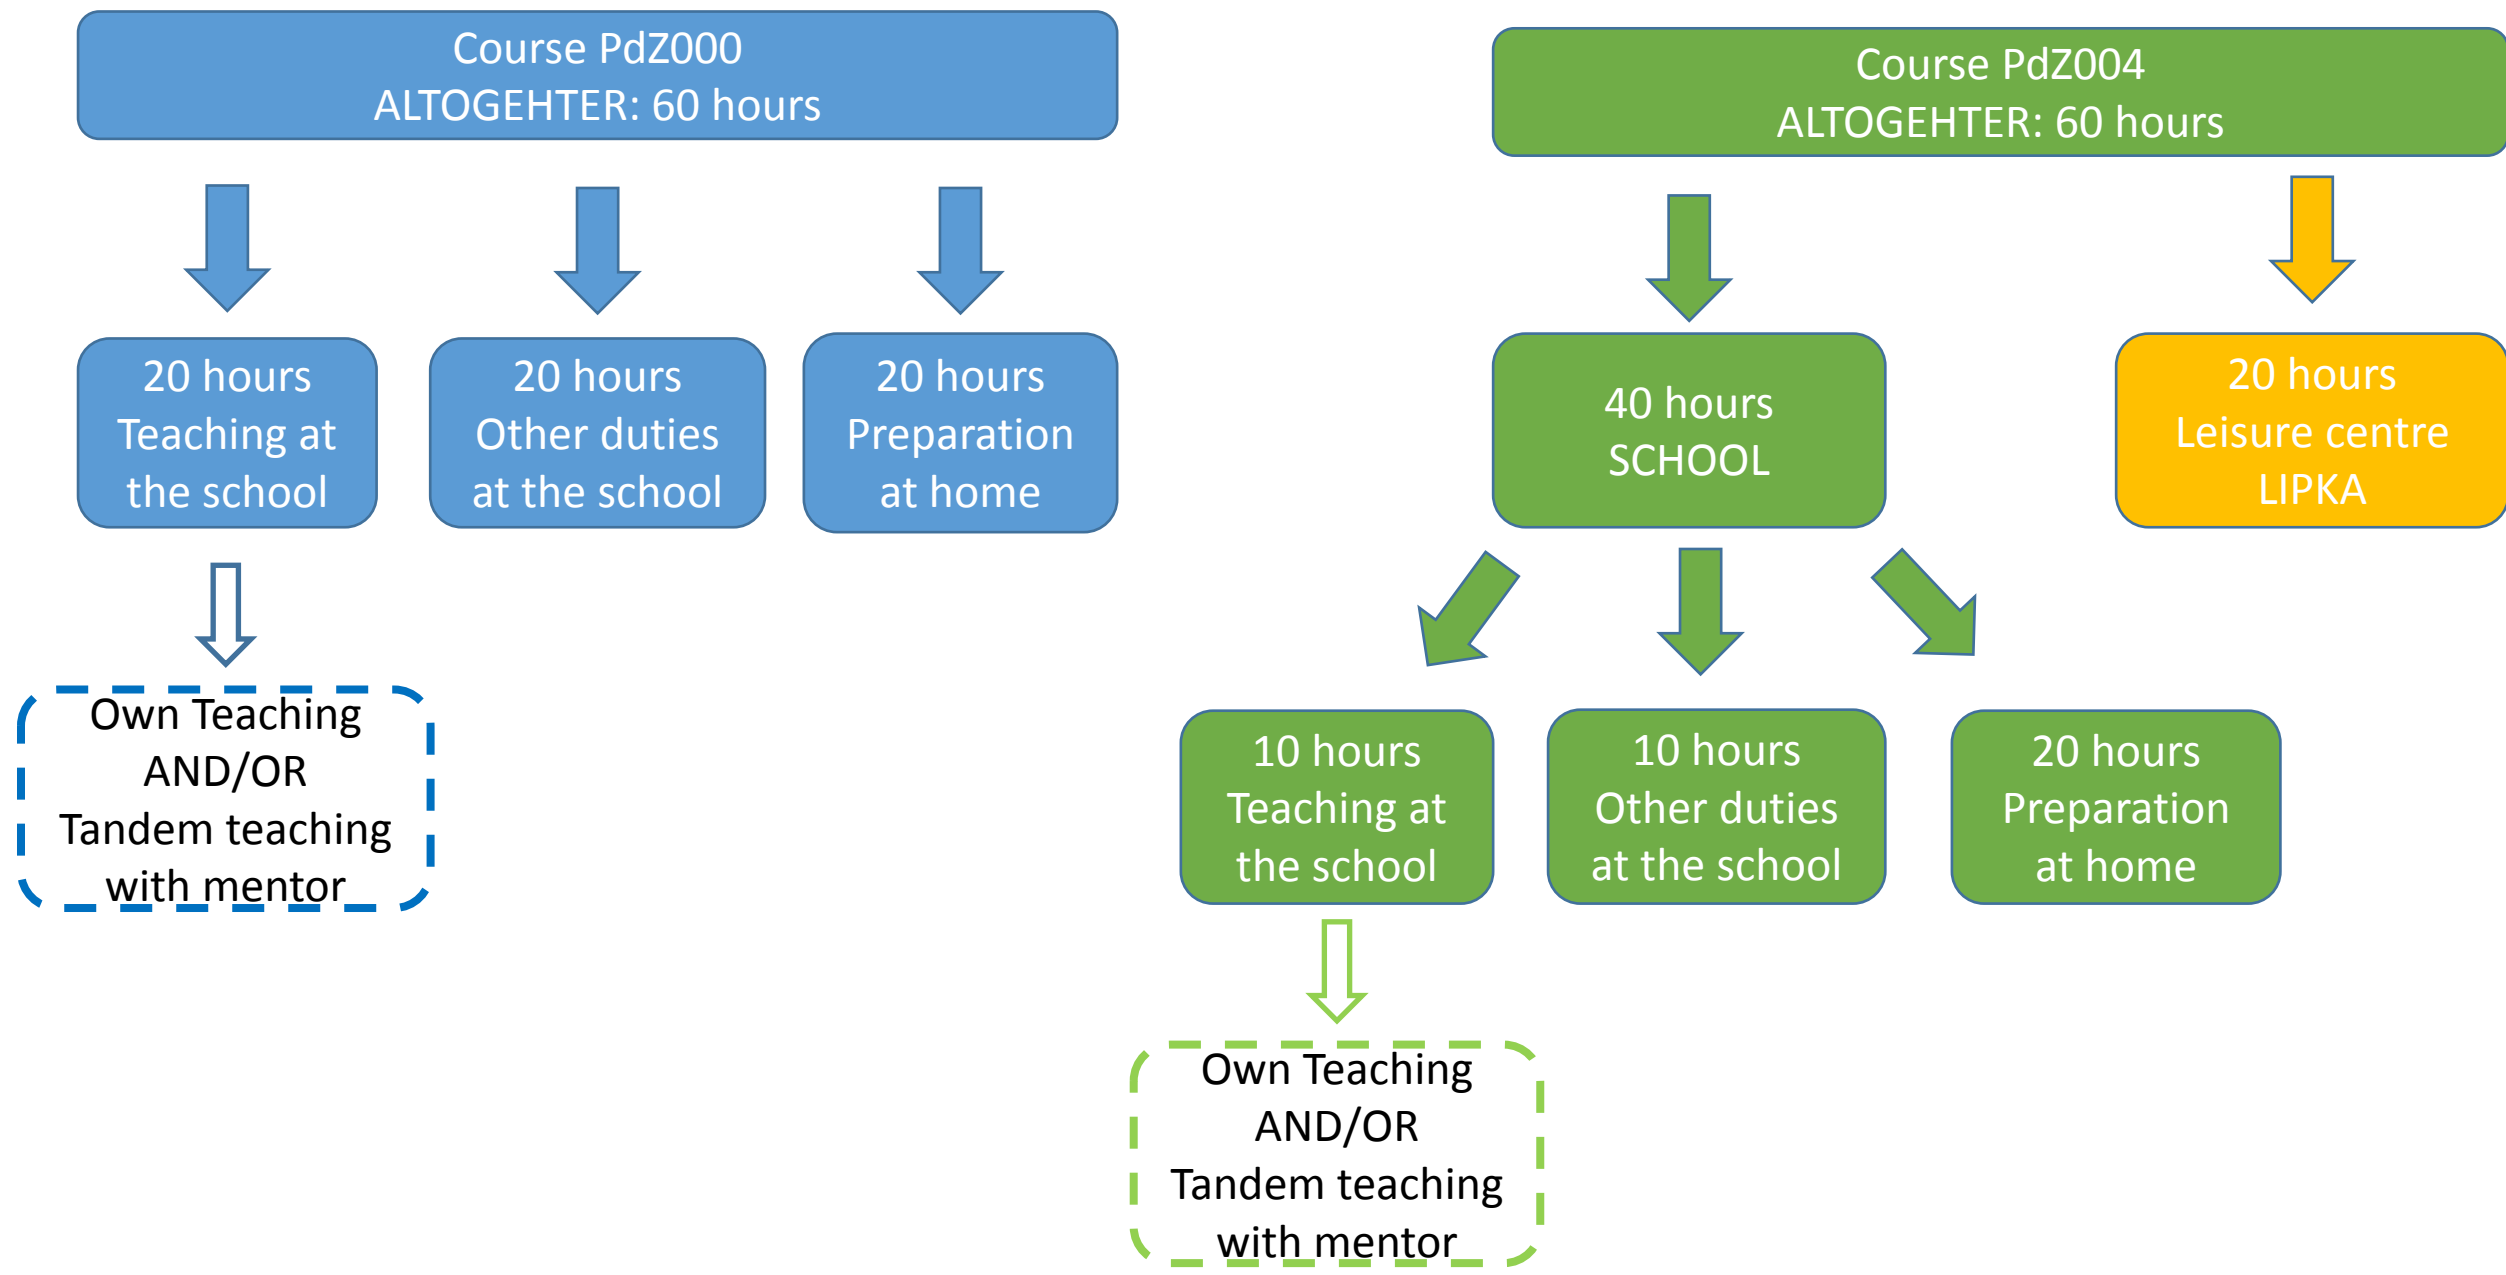 Course PdZ000
ALTOGEHTER: 60 hours
20 hours
Teaching at
the school
20 hours
Other duties
at the school
20 hours
Preparation
at home
Own Teaching
AND/OR
Tandem teaching
with mentor
Course PdZ004
ALTOGEHTER: 60 hours
40 hours
SCHOOL
20 hours
Leisure centre
LIPKA
10 hours
Teaching at
the school
10 hours
Other duties
at the school
20 hours
Preparation
at home
Own Teaching
AND/OR
Tandem teaching
with mentor